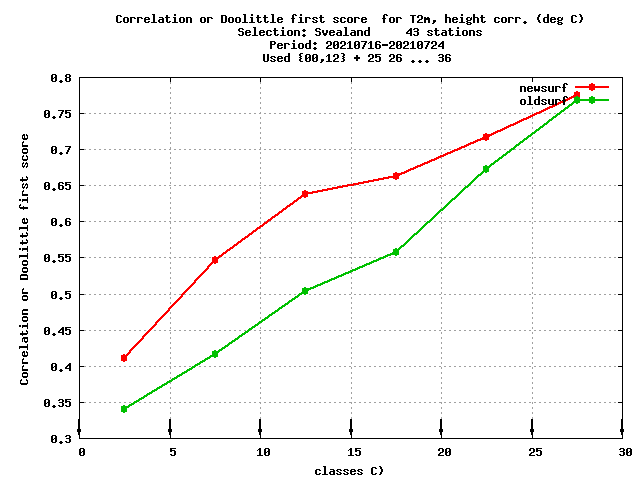 Correlation or Doolittle first score  for T2m, height corr. (deg C)
Selection: Svealand     43 stations
Period: 20210716-20210724
Used {00,12} + 25 26 ... 36
Correlation or Doolittle first score
0.8
0.75
0.7
0.65
0.6
0.55
0.5
0.45
0.4
0.35
0.3
newsurf
oldsurf
0 5 10 15 20 25 30
classes C)